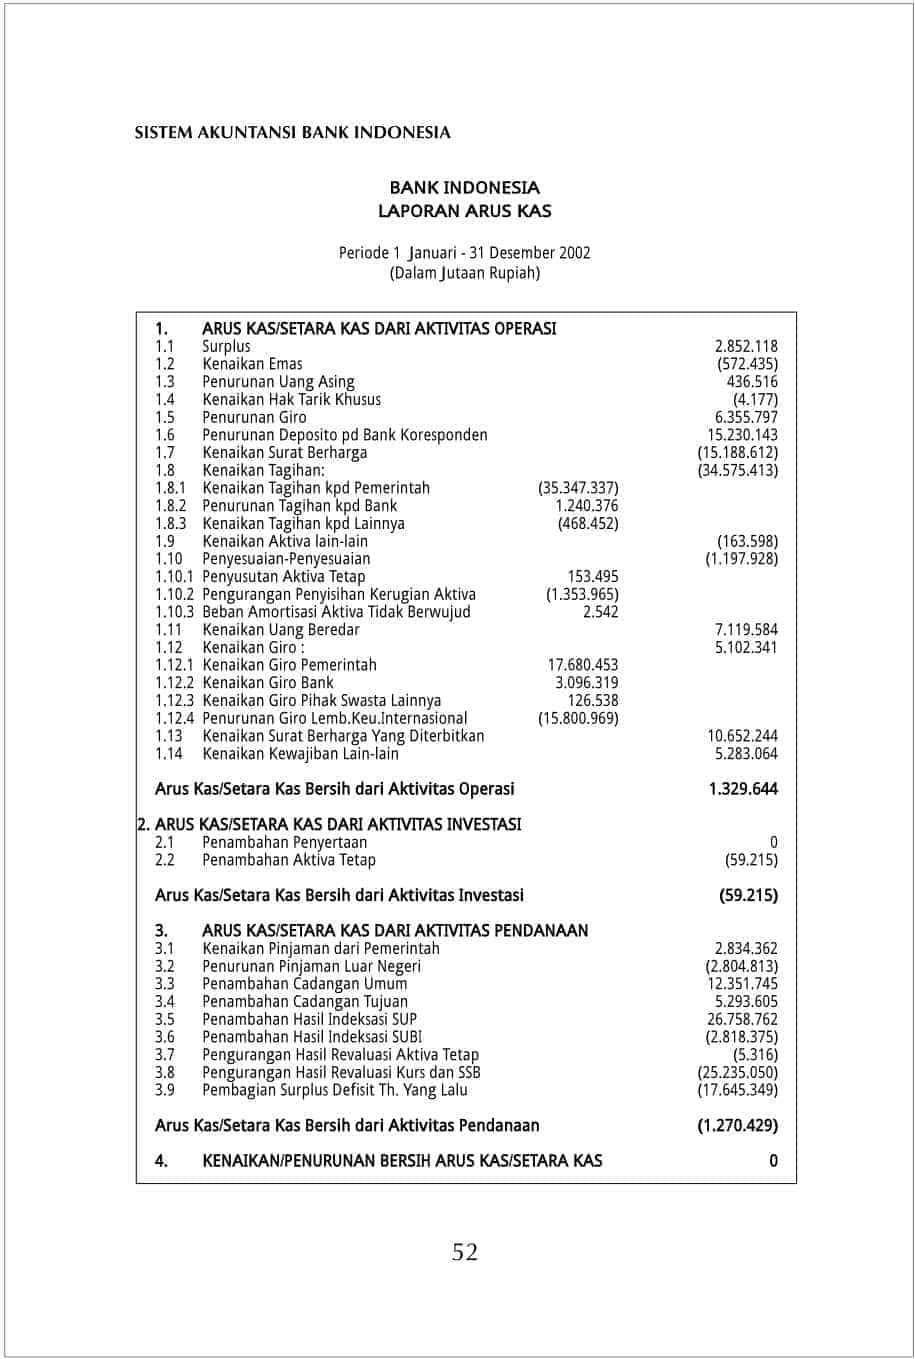 SISTEM AKUNTANSI BANK INDONESIA
BANK INDONESIA
LAPORAN ARUS KAS
Periode 1 Januari - 31 Desember 2002
(Dalam Jutaan Rupiah)
1. ARUS KAS/SETARA KAS DARI AKTIVITAS OPERASI
1.1 Surplus 2.852.118
1.2 Kenaikan Emas (572.435)
1.3 Penurunan Uang Asing 436.516
1.4 Kenaikan Hak Tarik Khusus (4.177)
1.5 Penurunan Giro 6.355.797
1.6 Penurunan Deposito pd Bank Koresponden 15.230.143
1.7 Kenaikan Surat Berharga (15.188.612)
1.8 Kenaikan Tagihan: (34.575.413)
1.8.1 Kenaikan Tagihan kpd Pemerintah (35.347.337)
1.8.2 Penurunan Tagihan kpd Bank 1.240.376
1.8.3 Kenaikan Tagihan kpd Lainnya (468.452)
1.9 Kenaikan Aktiva lain-lain (163.598)
1.10 Penyesuaian-Penyesuaian (1.197.928)
1.10.1 Penyusutan Aktiva Tetap 153.495
1.10.2 Pengurangan Penyisihan Kerugian Aktiva (1.353.965)
1.10.3 Beban Amortisasi Aktiva Tidak Berwujud 2.542
1.11 Kenaikan Uang Beredar 7.119.584
1.12 Kenaikan Giro : 5.102.341
1.12.1 Kenaikan Giro Pemerintah 17.680.453
1.12.2 Kenaikan Giro Bank 3.096.319
1.12.3 Kenaikan Giro Pihak Swasta Lainnya 126.538
1.12.4 Penurunan Giro Lemb.Keu.Internasional (15.800.969)
1.13 Kenaikan Surat Berharga Yang Diterbitkan 10.652.244
1.14 Kenaikan Kewajiban Lain-lain 5.283.064
Arus Kas/Setara Kas Bersih dari Aktivitas Operasi 1.329.644
2. ARUS KAS/SETARA KAS DARI AKTIVITAS INVESTASI
2.1 Penambahan Penyertaan 0
2.2 Penambahan Aktiva Tetap (59.215)
Arus Kas/Setara Kas Bersih dari Aktivitas Investasi (59.215)
3. ARUS KAS/SETARA KAS DARI AKTIVITAS PENDANAAN
3.1 Kenaikan Pinjaman dari Pemerintah 2.834.362
3.2 Penurunan Pinjaman Luar Negeri (2.804.813)
3.3 Penambahan Cadangan Umum 12.351.745
3.4 Penambahan Cadangan Tujuan 5.293.605
3.5 Penambahan Hasil Indeksasi SUP 26.758.762
3.6 Penambahan Hasil Indeksasi SUBI (2.818.375)
3.7 Pengurangan Hasil Revaluasi Aktiva Tetap (5.316)
3.8 Pengurangan Hasil Revaluasi Kurs dan SSB (25.235.050)
3.9 Pembagian Surplus Defisit Th. Yang Lalu (17.645.349)
Arus Kas/Setara Kas Bersih dari Aktivitas Pendanaan (1.270.429)
4. KENAIKAN/PENURUNAN BERSIH ARUS KAS/SETARA KAS 0
52